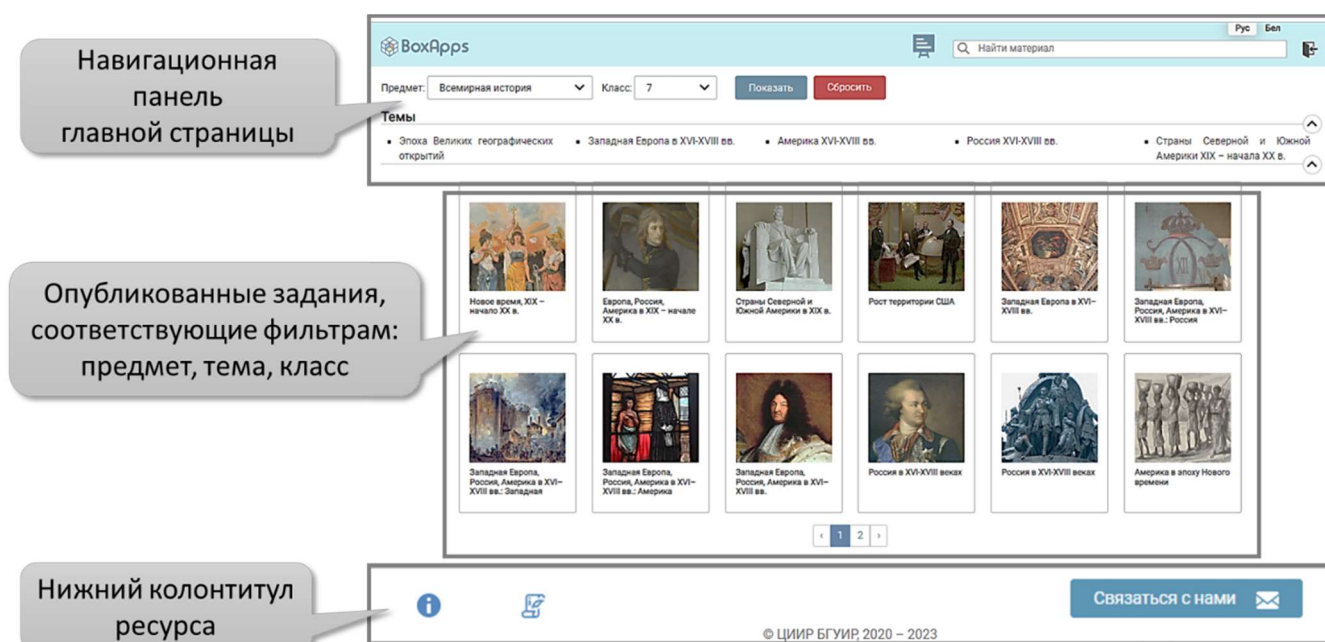 Навигационная
панель
главной страницы
Рус Бел
BoxApps
Найти материал
Предмет: Всемирная история Класс: 7 Показать Сбросить
Темы
Эпоха Великих географических
открытий
Западная Европа в XVI-XVIII вв.
Америка XVI-XVIII вв.
Россия XVI-XVIII вв.
Страны Северной и Южной
Америки XIX – начала XX в.
Опубликованные задания,
соответствующие фильтрам:
предмет, тема, класс
Новое время, XIX –
начало XX в.
Европа, Россия,
Америка в XIX – начале
XX в.
Страны Северной и
Южной Америки в XIX в.
Рост территории США
Западная Европа в XVI–
XVIII вв.
Западная Европа,
Россия, Америка в XVI–
XVIII вв.: Россия
Западная Европа,
Россия, Америка в XVI–
XVIII вв.: Западная
Западная Европа,
Россия, Америка в XVI–
XVIII вв.: Америка
Западная Европа,
Россия, Америка в XVI–
XVIII вв.
Россия в XVI-XVIII веках
Россия в XVI-XVIII веках
Америка в эпоху Нового
времени
‹ 1 2 ›
Нижний колонтитул
ресурса
Связаться с нами
© ЦИИР БГУИР, 2020 – 2023